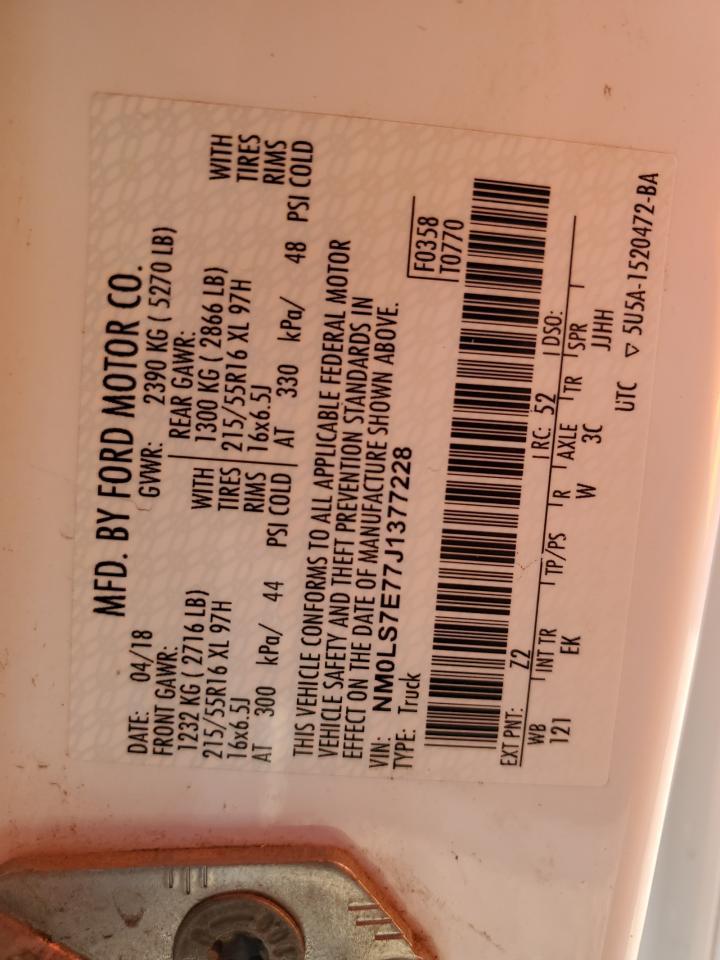 MFD. BY FORD MOTOR CO.
DATE: 04/18 GVWR: 2390 KG ( 5270 LB)
FRONT GAWR: REAR GAWR:
1232 KG ( 2716 LB) WITH 1300 KG ( 2866 LB) WITH
215/55R16 XL 97H TIRES 215/55R16 XL 97H TIRES
16x6.5J RIMS 16x6.5J RIMS
AT 300 kPa/ 44 PSI COLD AT 330 kPa/ 48 PSI COLD
THIS VEHICLE CONFORMS TO ALL APPLICABLE FEDERAL MOTOR
VEHICLE SAFETY AND THEFT PREVENTION STANDARDS IN
EFFECT ON THE DATE OF MANUFACTURE SHOWN ABOVE.
VIN: NM0LS7E77J1377228
TYPE: Truck
F0358
T0770
EXT PNT: Z2 RC: 52 DSO:
WB INT TR TP/PS R AXLE TR SPR
121 EK W 3C JJHH
UTC ▽ 5U5A-1520472-BA